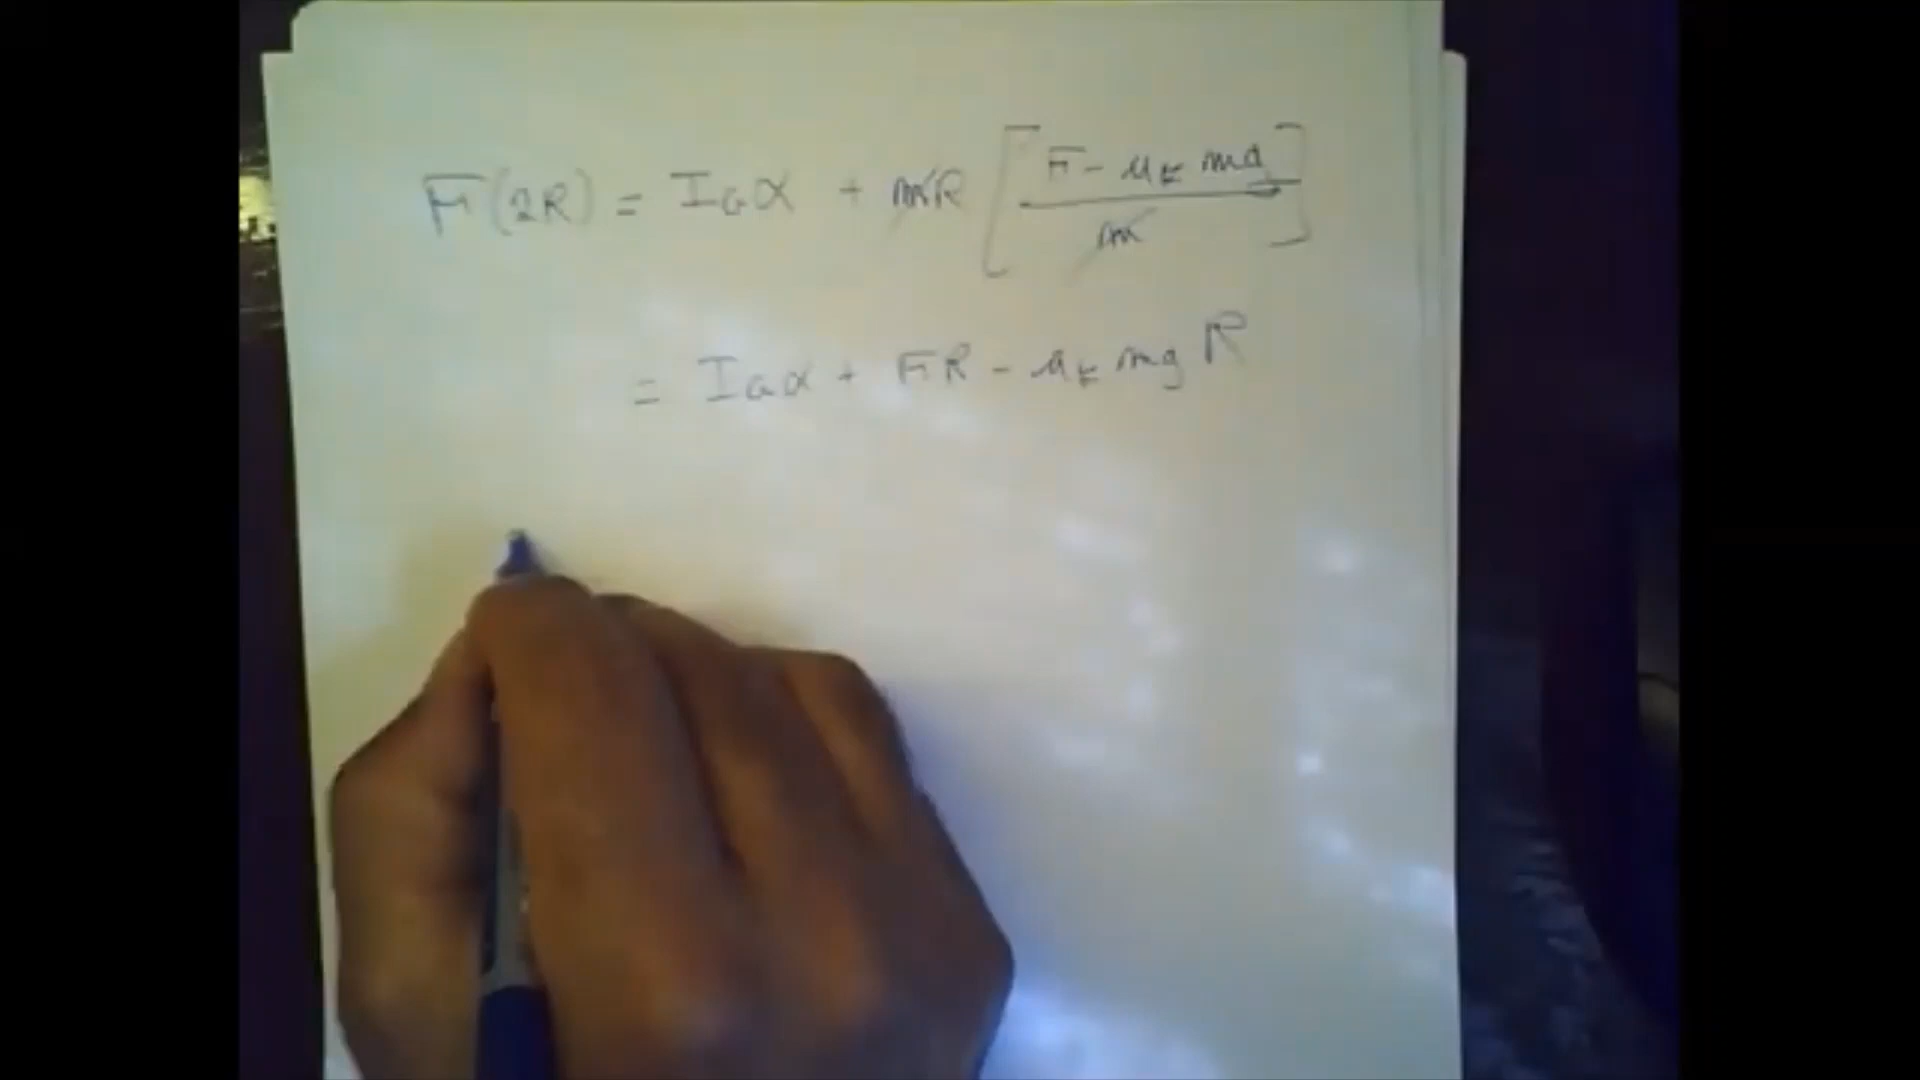 F(2R) = I_G α + mR [ (F - μ_k mg) / m ]
= I_G α + FR - μ_k mg R